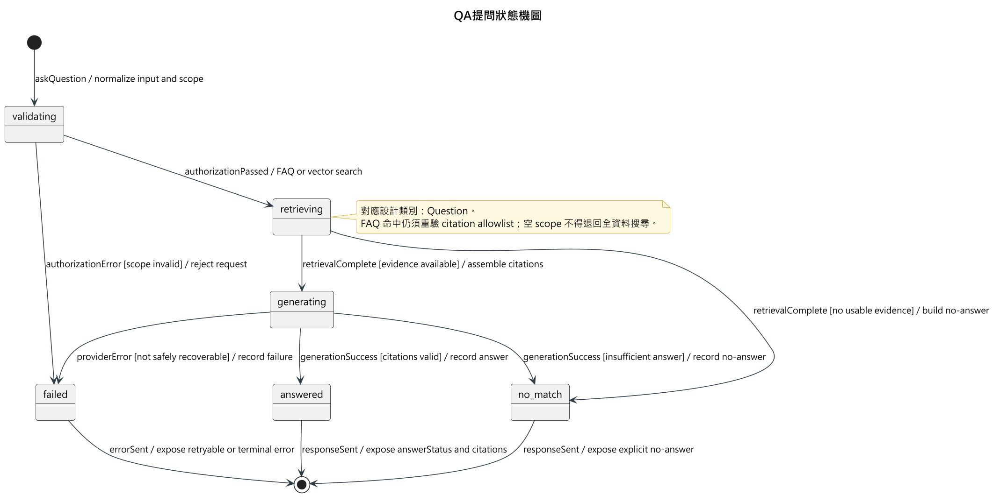 QA提問狀態機圖
askQuestion / normalize input and scope
validating
authorizationPassed / FAQ or vector search
retrieving
對應設計類別：Question。
FAQ 命中仍須重驗 citation allowlist；空 scope 不得退回全資料搜尋。
authorizationError [scope invalid] / reject request
retrievalComplete [evidence available] / assemble citations
generating
retrievalComplete [no usable evidence] / build no-answer
providerError [not safely recoverable] / record failure
generationSuccess [citations valid] / record answer
generationSuccess [insufficient answer] / record no-answer
failed
answered
no_match
errorSent / expose retryable or terminal error
responseSent / expose answerStatus and citations
responseSent / expose explicit no-answer